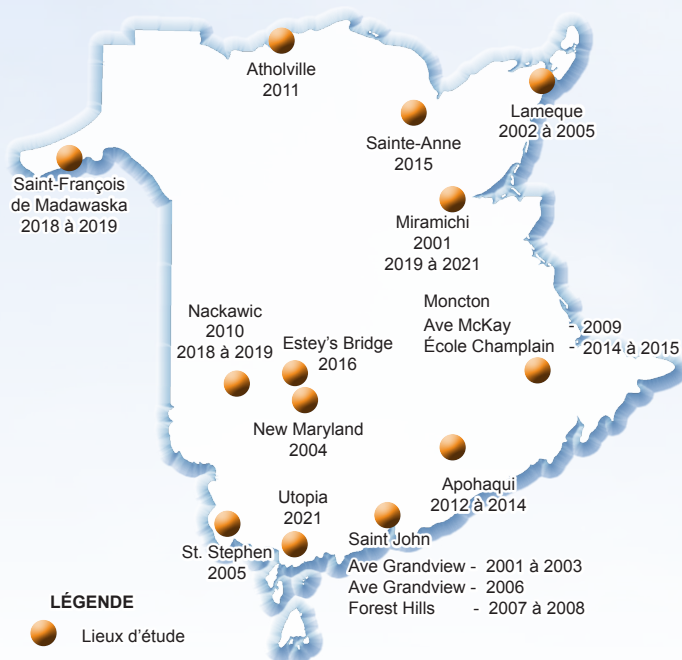 Atholville
2011
Lameque
2002 à 2005
Sainte-Anne
2015
Saint-François
de Madawaska
2018 à 2019
Miramichi
2001
2019 à 2021
Moncton
Ave McKay - 2009
École Champlain - 2014 à 2015
Nackawic
2010
2018 à 2019
Estey's Bridge
2016
New Maryland
2004
Apohaqui
2012 à 2014
Utopia
2021
St. Stephen
2005
Saint John
Ave Grandview - 2001 à 2003
Ave Grandview - 2006
Forest Hills - 2007 à 2008
LÉGENDE
Lieux d'étude